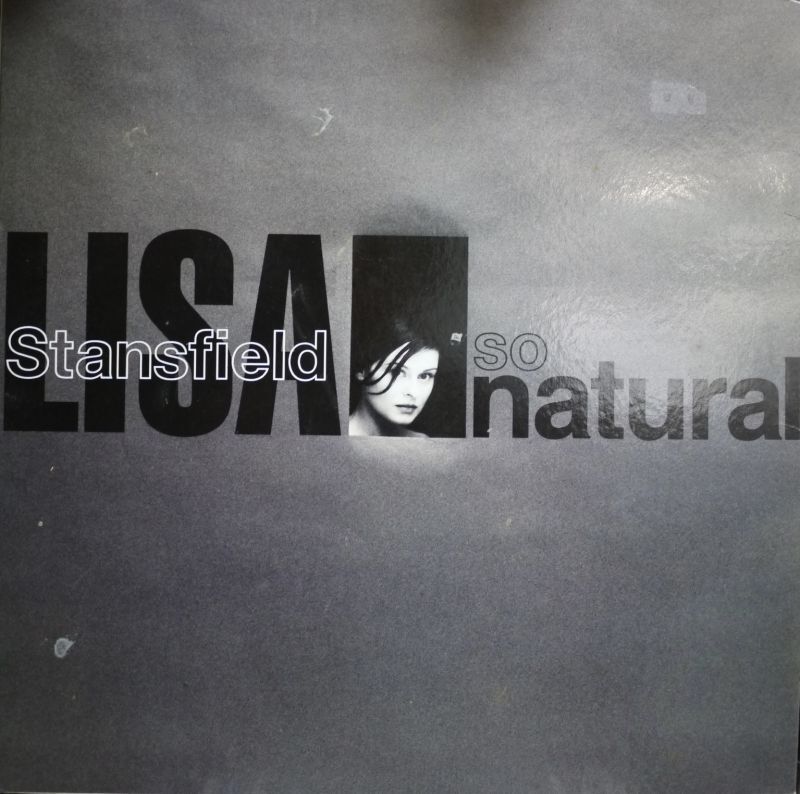 LISA
Stansfield
so
natural